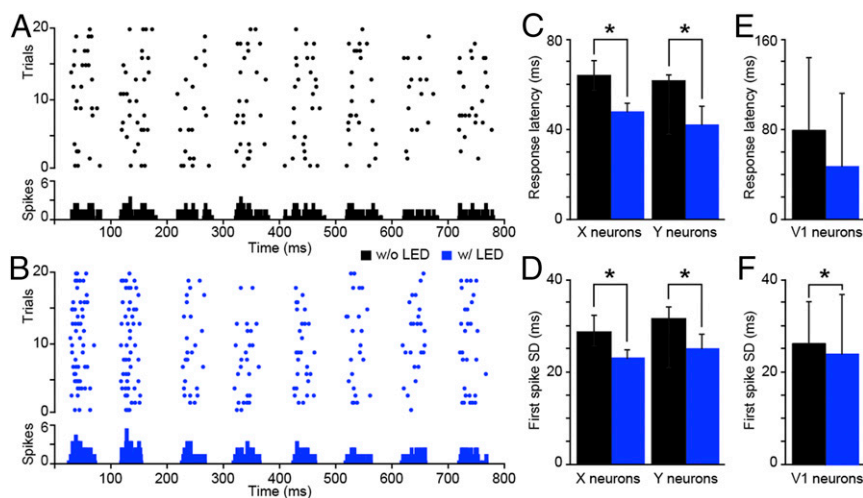 A
Trials
20
10
0
Spikes
6
0
100 200 300 400 500 600 700 800
Time (ms)
w/o LED w/ LED
B
Trials
20
10
0
Spikes
6
3
0
100 200 300 400 500 600 700 800
Time (ms)
C
Response latency (ms)
80
60
40
0
* *
X neurons Y neurons
D
First spike SD (ms)
40
20
0
* *
X neurons Y neurons
E
Response latency (ms)
160
80
0
V1 neurons
F
First spike SD (ms)
40
20
0
*
V1 neurons